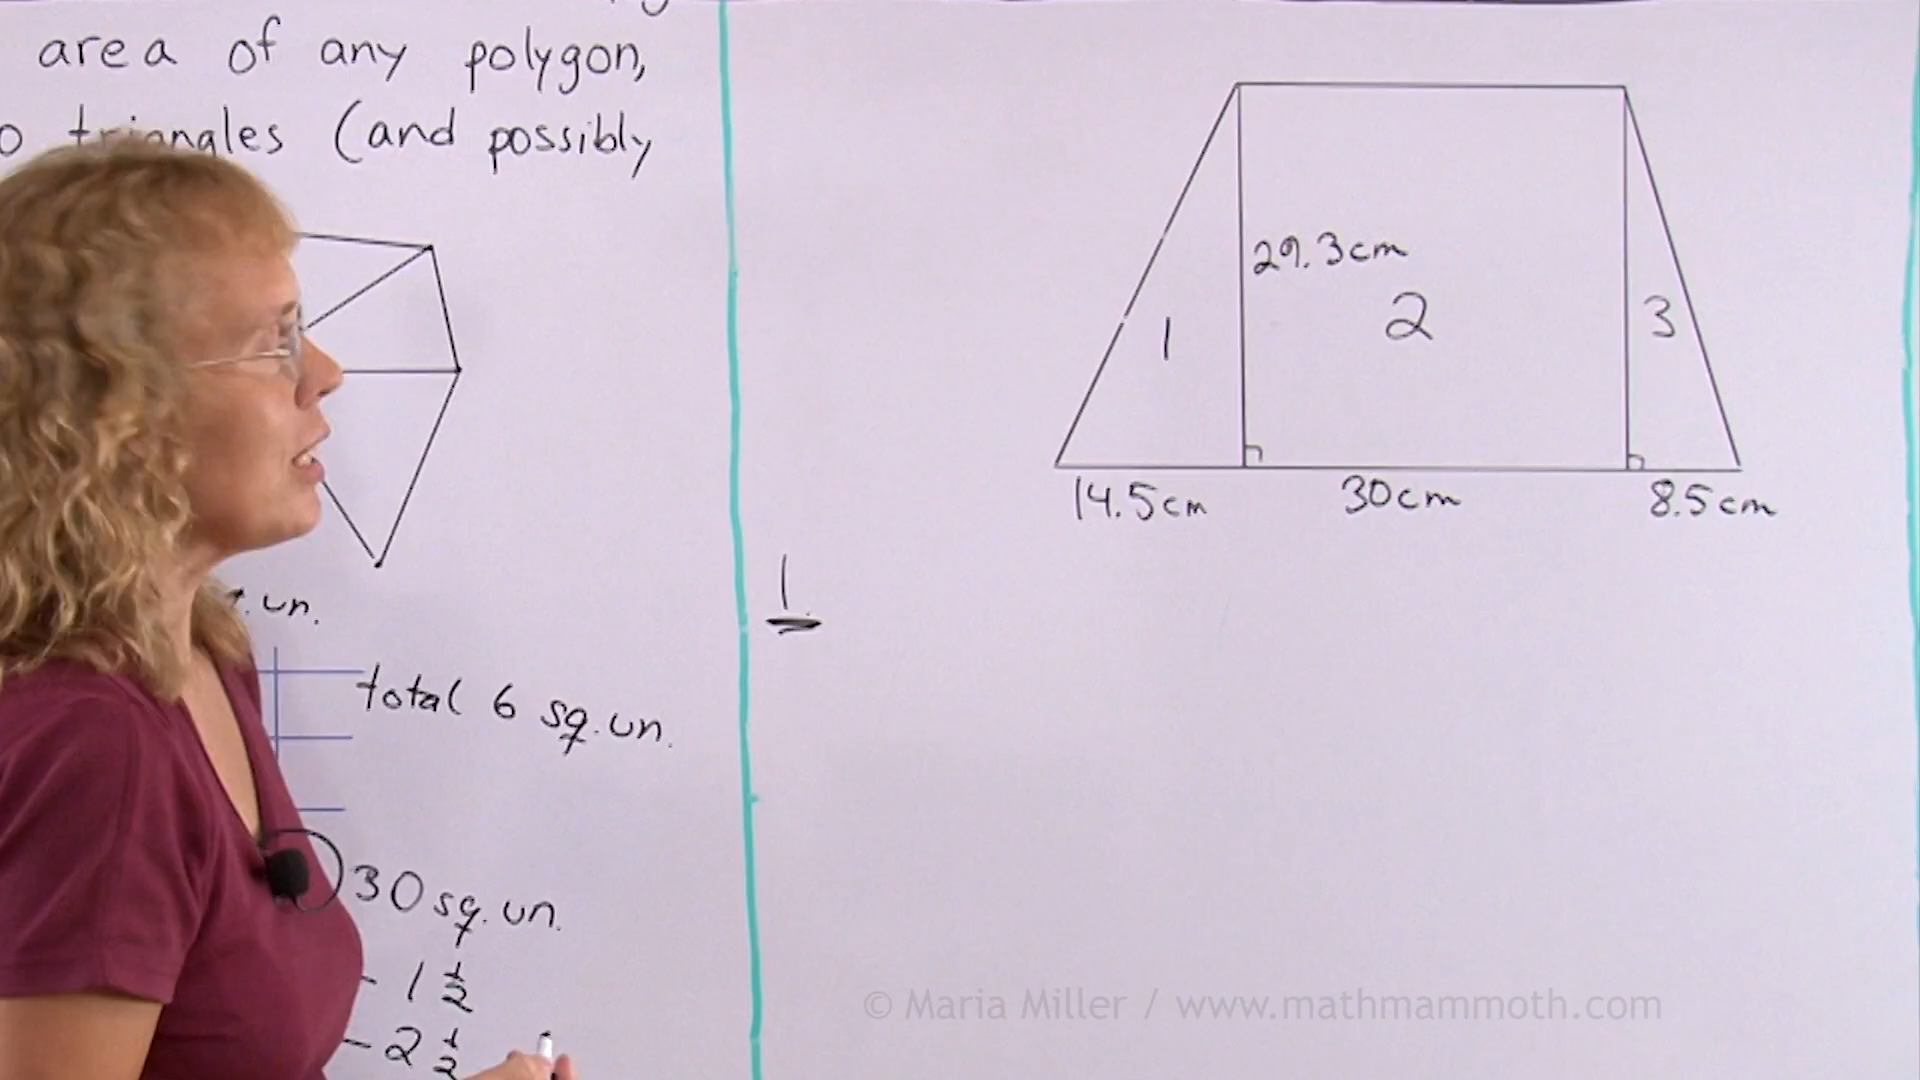 area of any polygon,
triangles (and possibly
un.
total 6 sq.un.
30 sq.un.
- 1 1/2
- 2 1/2
29.3cm
1
2
3
14.5cm
30cm
8.5cm
1
© Maria Miller / www.mathmammoth.com